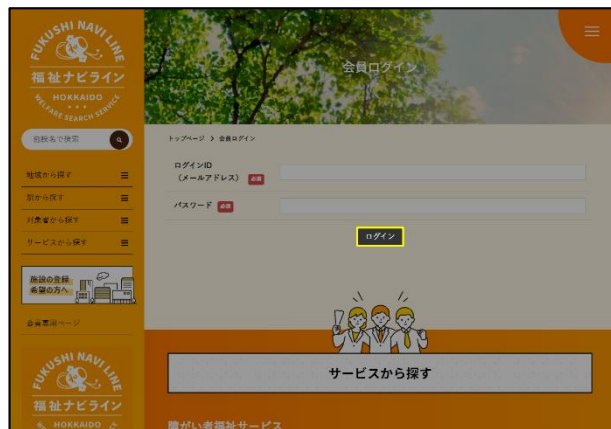 FUKUSHI NAVI LINE
福祉ナビライン
HOKKAIDO
WELFARE SEARCH SERVICE
施設名で検索
地域から探す
駅から探す
対象者から探す
サービスから探す
施設の登録
希望の方へ
会員専用ページ
FUKUSHI NAVI LINE
福祉ナビライン
HOKKAIDO
会員ログイン
トップページ > 会員ログイン
ログインID
(メールアドレス) 必須
パスワード 必須
ログイン
サービスから探す
障がい者福祉サービス